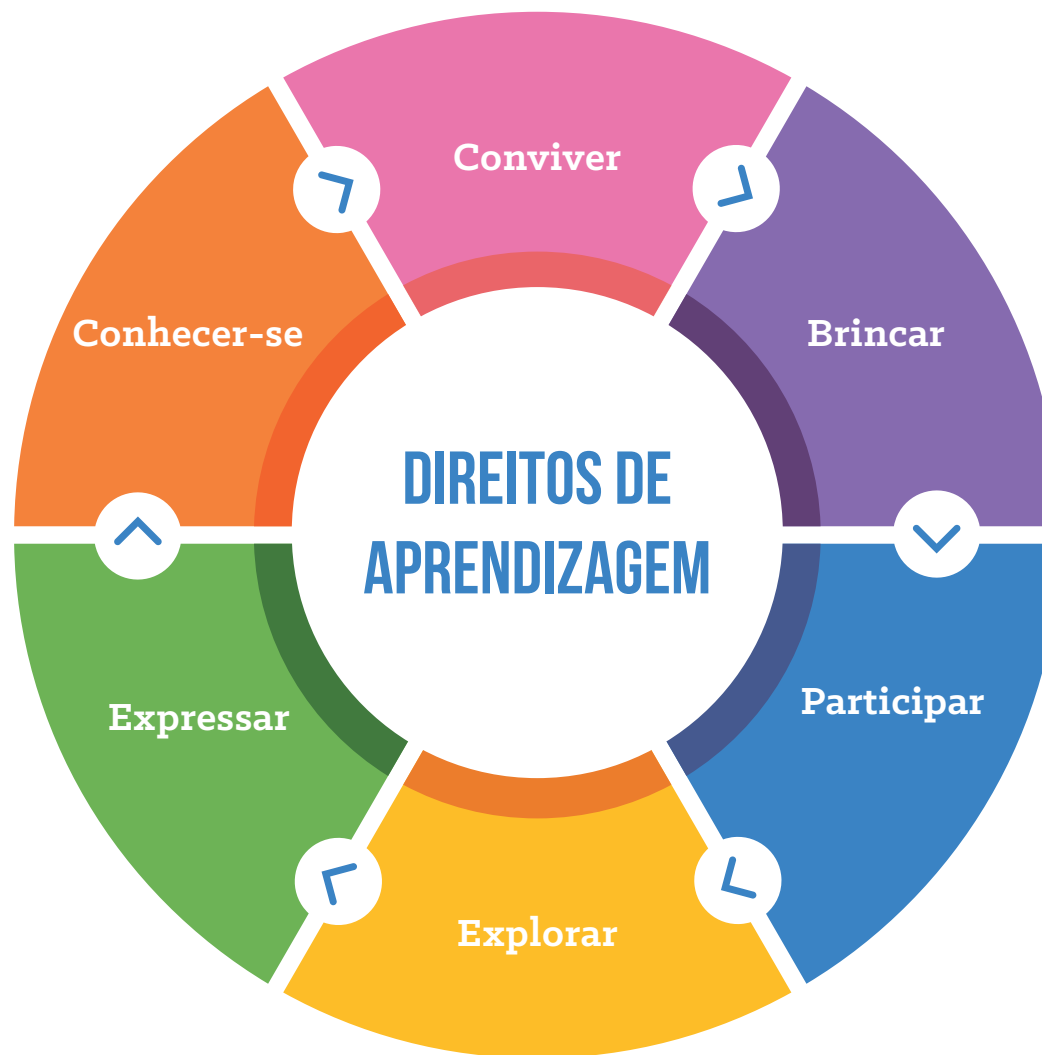 Conviver
Brincar
Participar
Explorar
Expressar
Conhecer-se
DIREITOS DE
APRENDIZAGEM